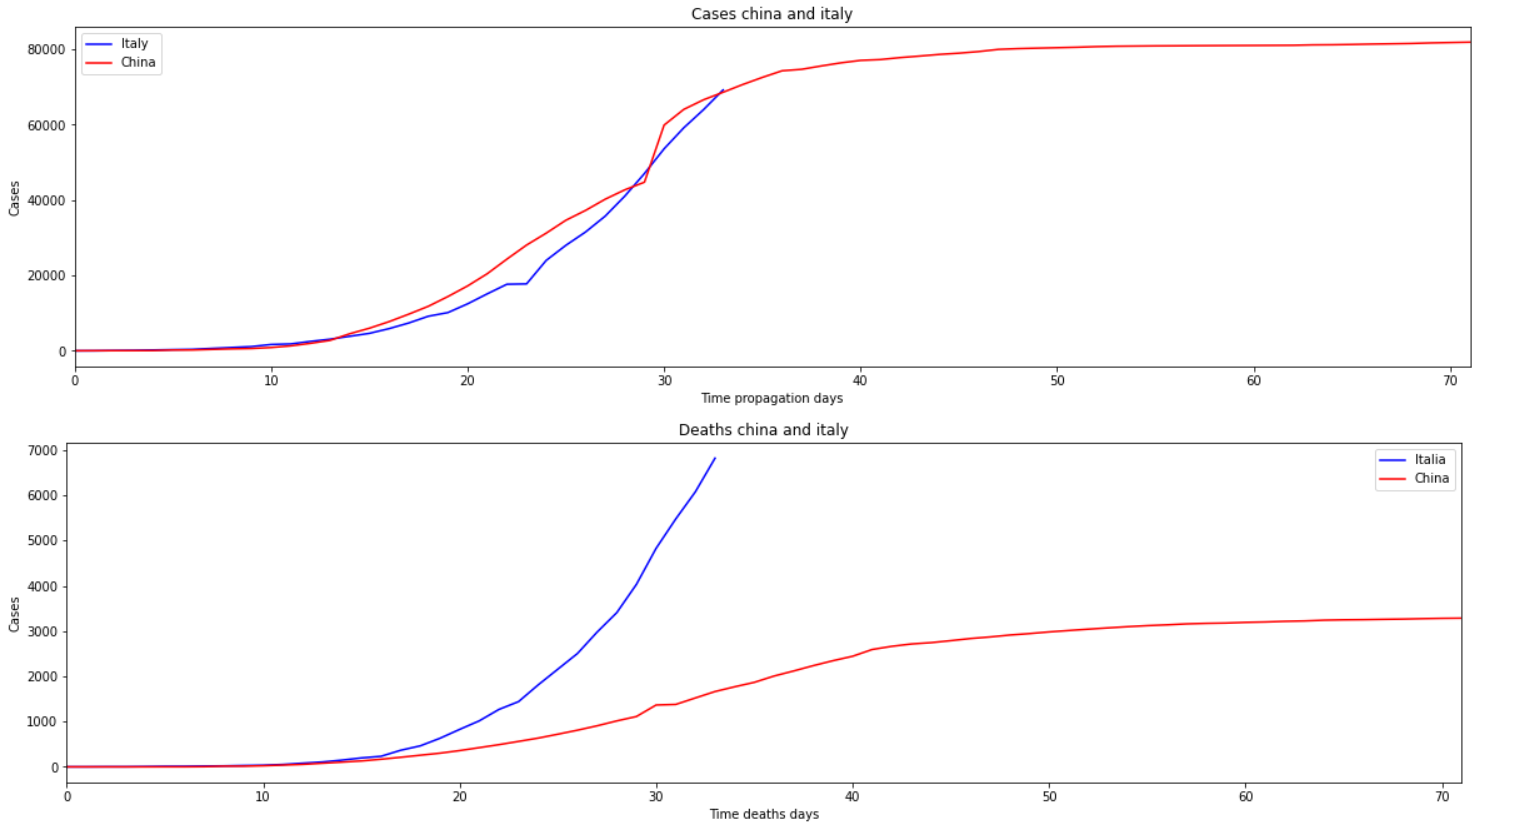 Cases china and italy
Italy
China
80000
60000
40000
20000
0
Cases
0 10 20 30 40 50 60 70
Time propagation days
Deaths china and italy
Italia
China
7000
6000
5000
4000
3000
2000
1000
0
Cases
0 10 20 30 40 50 60 70
Time deaths days